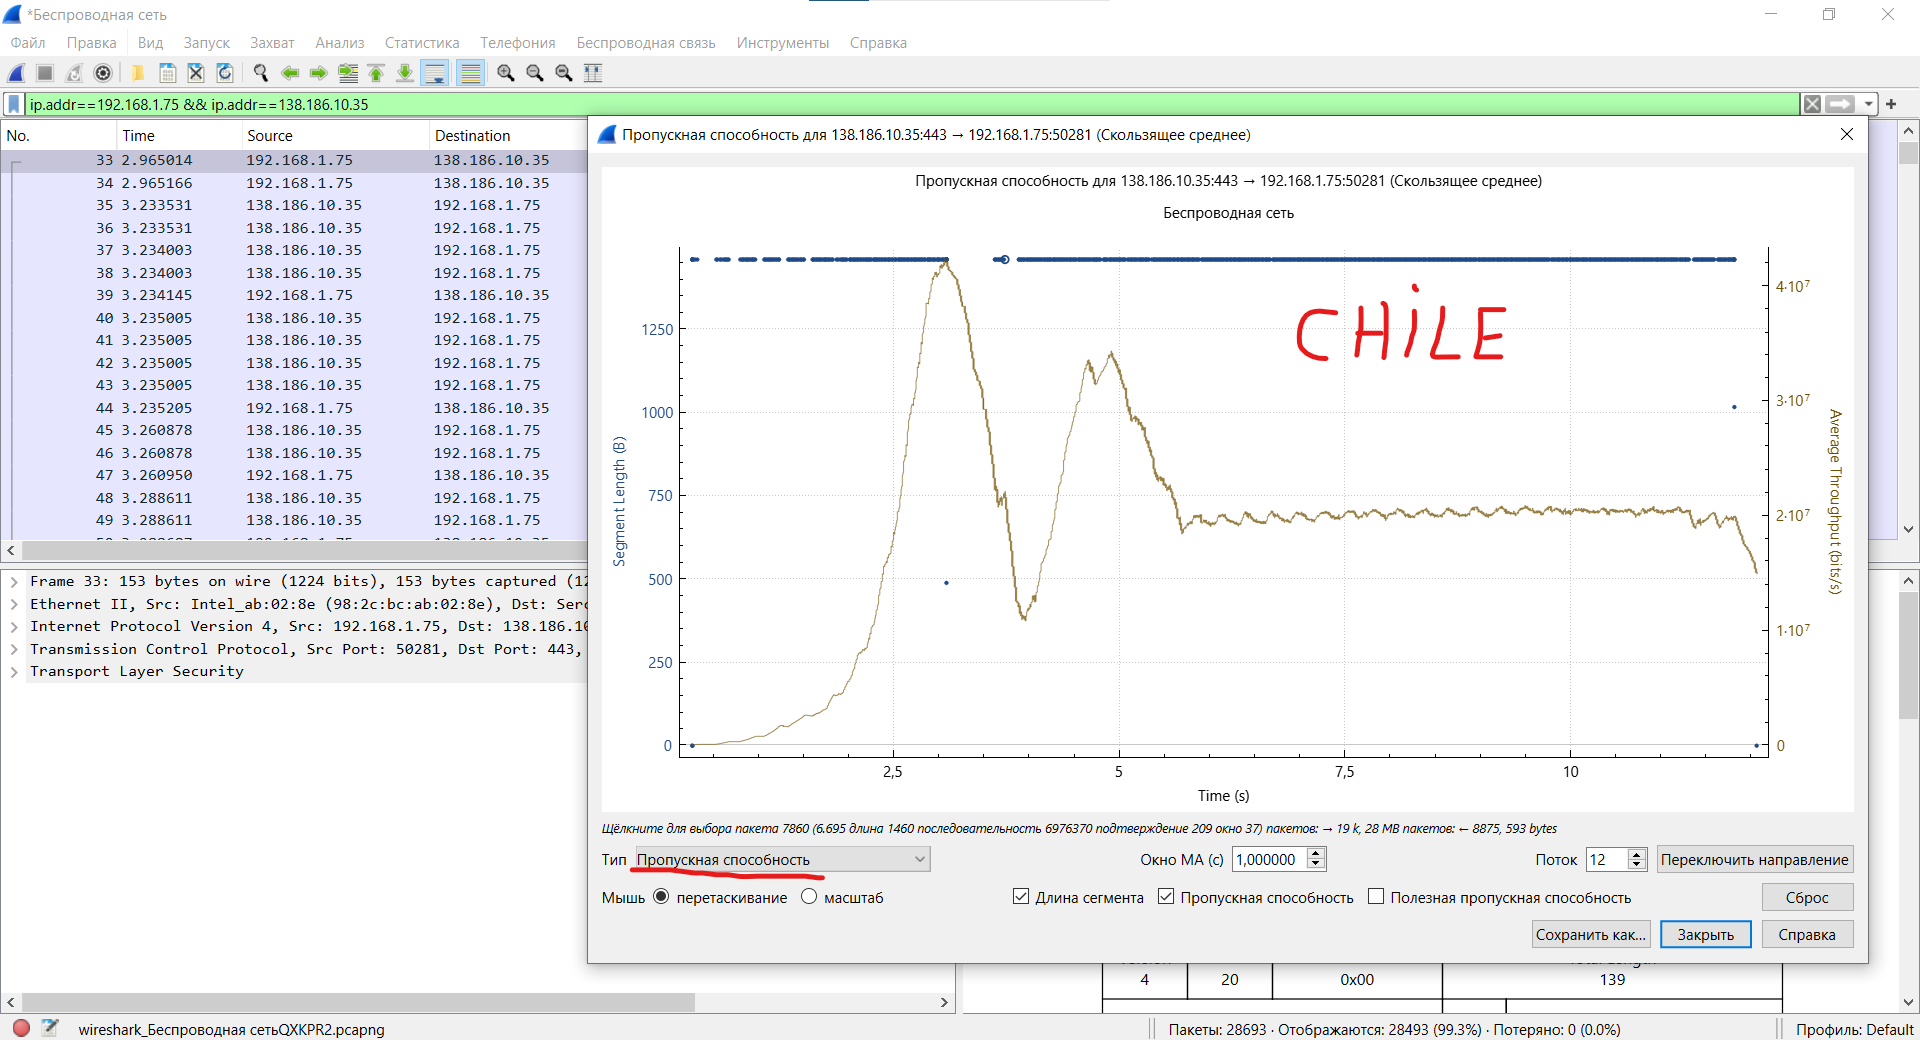 *Беспроводная сеть
Файл Правка Вид Запуск Захват Анализ Статистика Телефония Беспроводная связь Инструменты Справка
ip.addr==192.168.1.75 && ip.addr==138.186.10.35
No. Time Source Destination
33 2.965014 192.168.1.75 138.186.10.35
34 2.965166 192.168.1.75 138.186.10.35
35 3.233531 138.186.10.35 192.168.1.75
36 3.233531 138.186.10.35 192.168.1.75
37 3.234003 138.186.10.35 192.168.1.75
38 3.234003 138.186.10.35 192.168.1.75
39 3.234145 192.168.1.75 138.186.10.35
40 3.235005 138.186.10.35 192.168.1.75
41 3.235005 138.186.10.35 192.168.1.75
42 3.235005 138.186.10.35 192.168.1.75
43 3.235005 138.186.10.35 192.168.1.75
44 3.235205 192.168.1.75 138.186.10.35
45 3.260878 138.186.10.35 192.168.1.75
46 3.260878 138.186.10.35 192.168.1.75
47 3.260950 192.168.1.75 138.186.10.35
48 3.288611 138.186.10.35 192.168.1.75
49 3.288611 138.186.10.35 192.168.1.75
Frame 33: 153 bytes on wire (1224 bits), 153 bytes captured (12
Ethernet II, Src: Intel_ab:02:8e (98:2c:bc:ab:02:8e), Dst: Serc
Internet Protocol Version 4, Src: 192.168.1.75, Dst: 138.186.10
Transmission Control Protocol, Src Port: 50281, Dst Port: 443,
Transport Layer Security
Пропускная способность для 138.186.10.35:443 → 192.168.1.75:50281 (Скользящее среднее)
Пропускная способность для 138.186.10.35:443 → 192.168.1.75:50281 (Скользящее среднее)
Беспроводная сеть
CHiLE
Segment Length (B)
1250
1000
750
500
250
0
4·10⁷
3·10⁷
2·10⁷
1·10⁷
0
Average Throughput (bits/s)
2,5 5 7,5 10
Time (s)
Щёлкните для выбора пакета 7860 (6.695 длина 1460 последовательность 6976370 подтверждение 209 окно 37) пакетов: → 19 k, 28 MB пакетов: ← 8875, 593 bytes
Тип Пропускная способность Окно MA (с) 1,000000 Поток 12 Переключить направление
Мышь перетаскивание масштаб Длина сегмента Пропускная способность Полезная пропускная способность Сброс
Сохранить как... Закрыть Справка
4 20 0x00 139
wireshark_Беспроводная сетьQXKPR2.pcapng Пакеты: 28693 · Отображаются: 28493 (99.3%) · Потеряно: 0 (0.0%) Профиль: Default